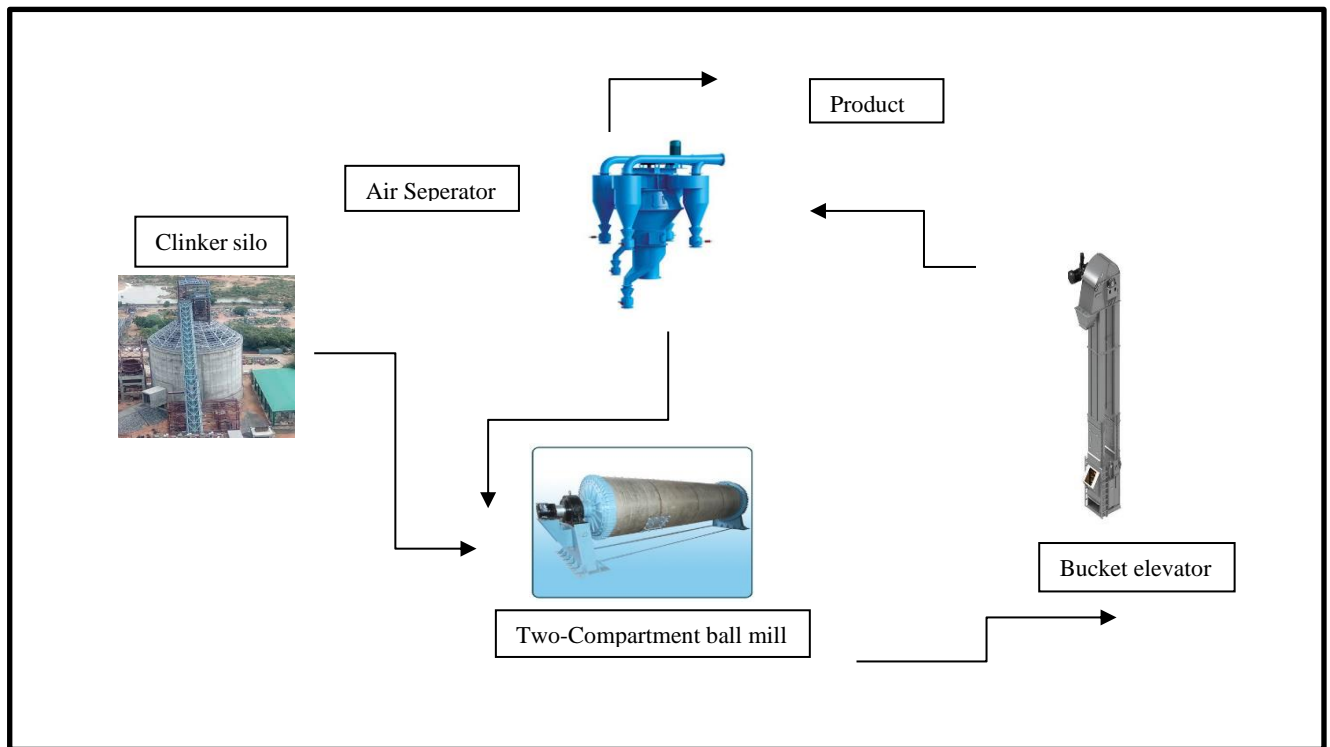 Product
Air Seperator
Clinker silo
Bucket elevator
Two-Compartment ball mill